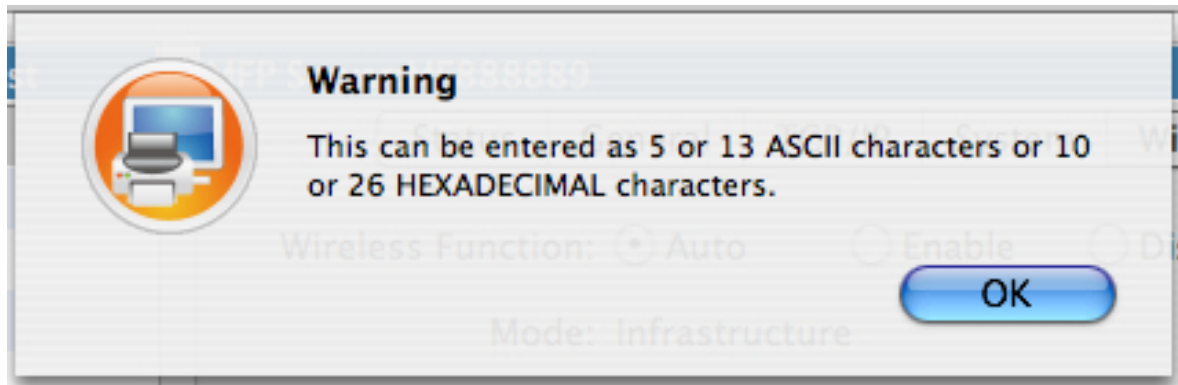 Warning
This can be entered as 5 or 13 ASCII characters or 10
or 26 HEXADECIMAL characters.
Status General TCP/IP System
Wireless Function: Auto Enable
OK
Mode: Infrastructure